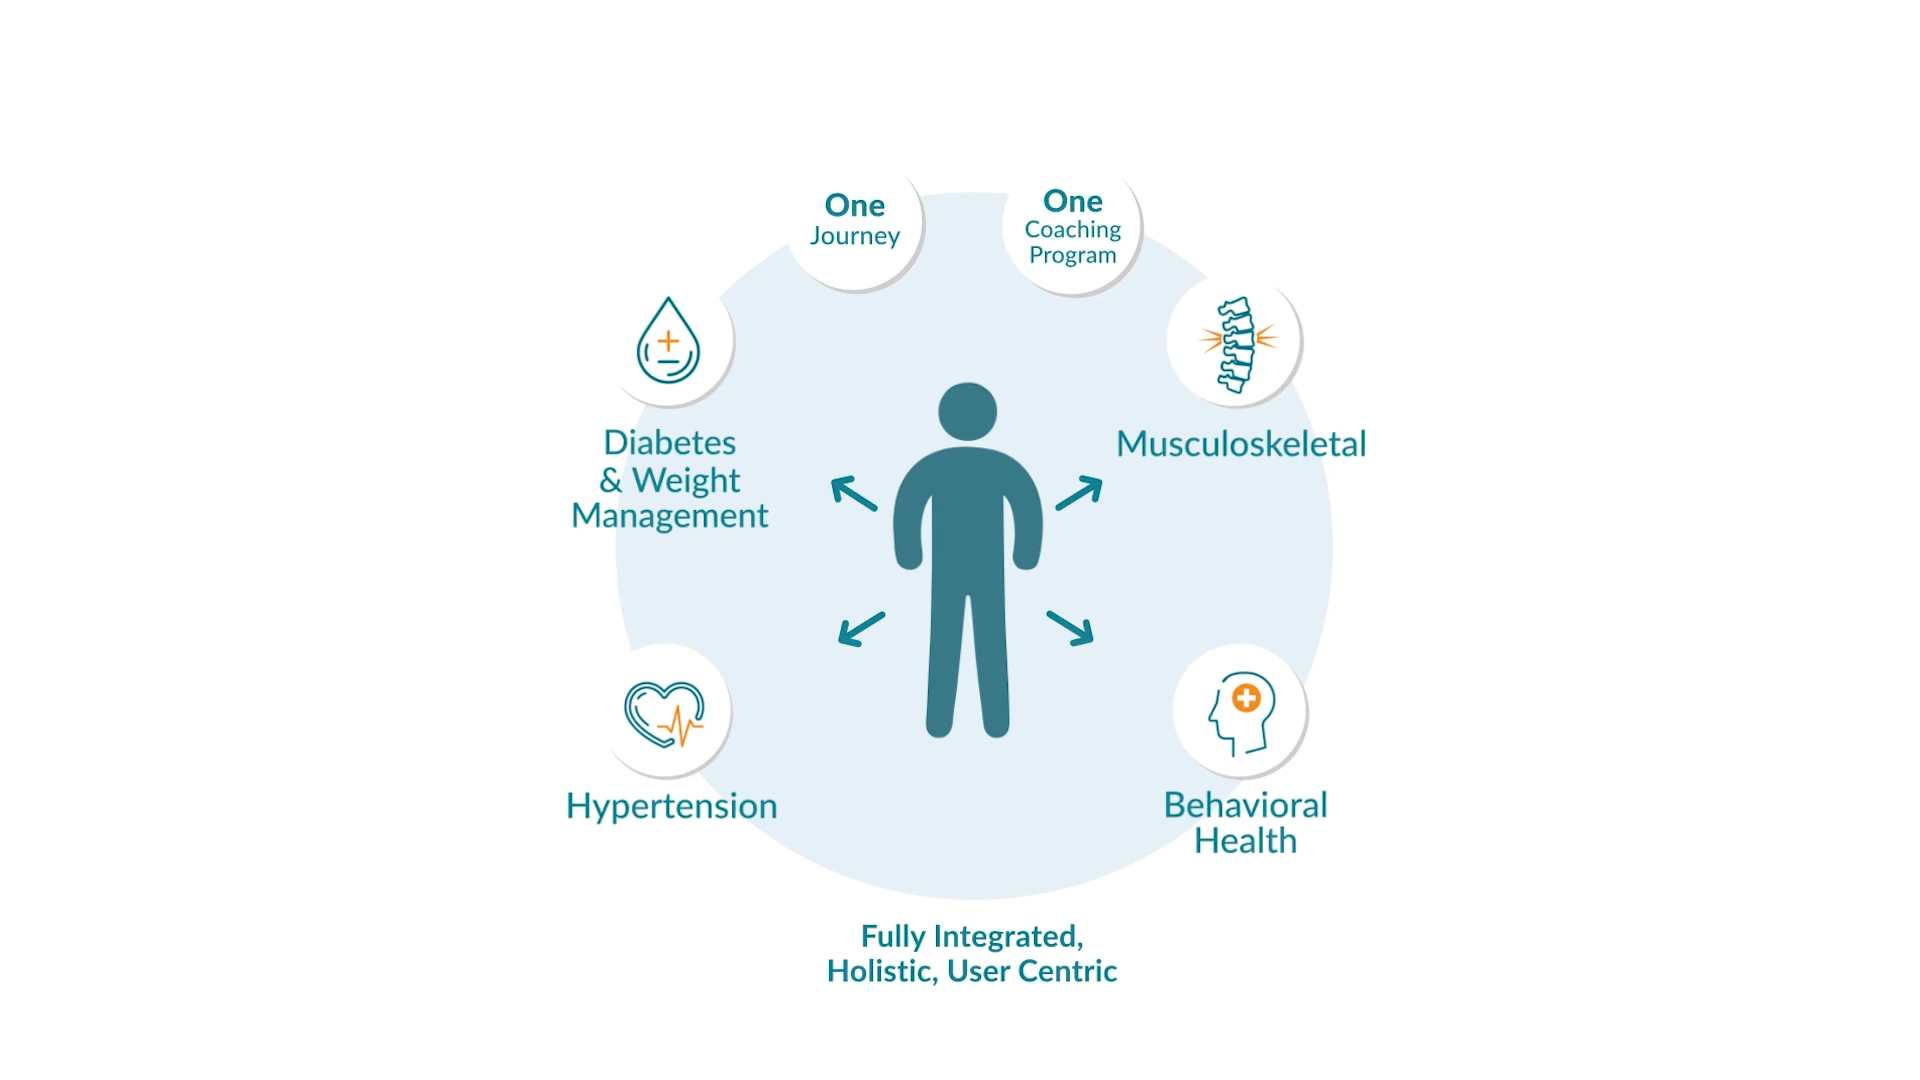 One
Journey
One
Coaching
Program
Diabetes
& Weight
Management
Musculoskeletal
Hypertension
Behavioral
Health
Fully Integrated,
Holistic, User Centric